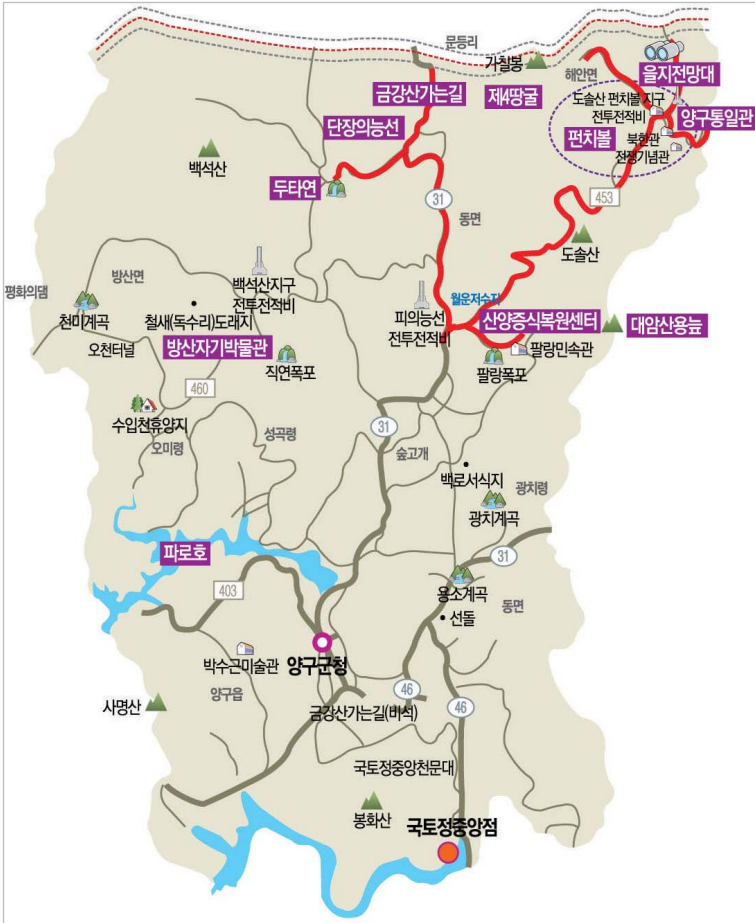 문등리
가칠봉
해안면
을지전망대
금강산가는길
제4땅굴
도솔산 펀치볼 지구
전투전적비
양구통일관
단장의능선
펀치볼
북한관
전쟁기념관
백석산
두타연
31
453
동면
도솔산
방산면
백석산지구
전투전적비
평화의댐
천미계곡
철새(독수리)도래지
월운저수지
피의능선
전투전적비
산양증식복원센터
대암산용늪
오천터널
방산자기박물관
직연폭포
팔랑폭포
팔랑민속관
460
수입천휴양지
31
오미령
성곡령
숲고개
백로서식지
광치령
광치계곡
파로호
31
403
용소계곡
동면
선돌
박수근미술관
양구군청
양구읍
46
46
사명산
금강산가는길(비석)
국토정중앙천문대
봉화산
국토정중앙점